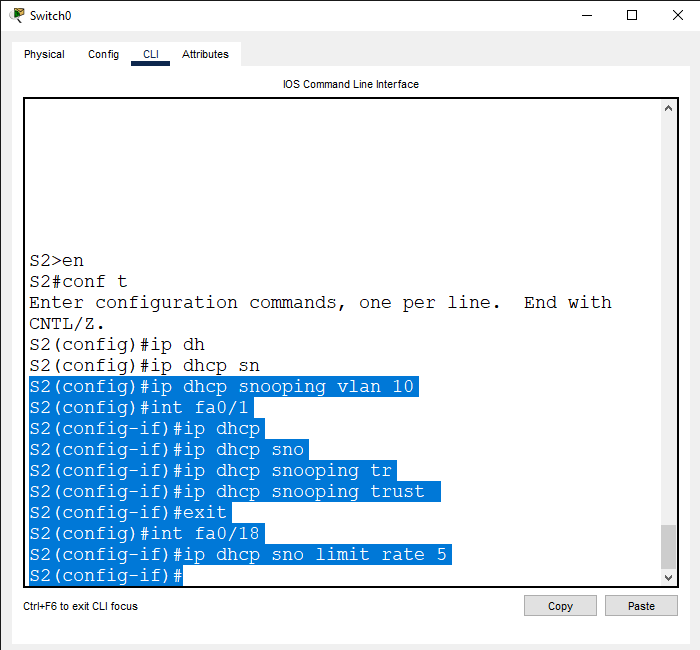 Switch0
Physical Config CLI Attributes
IOS Command Line Interface
S2>en
S2#conf t
Enter configuration commands, one per line.  End with
CNTL/Z.
S2(config)#ip dh
S2(config)#ip dhcp sn
S2(config)#ip dhcp snooping vlan 10
S2(config)#int fa0/1
S2(config-if)#ip dhcp
S2(config-if)#ip dhcp sno
S2(config-if)#ip dhcp snooping tr
S2(config-if)#ip dhcp snooping trust
S2(config-if)#exit
S2(config)#int fa0/18
S2(config-if)#ip dhcp sno limit rate 5
S2(config-if)#
Ctrl+F6 to exit CLI focus Copy Paste